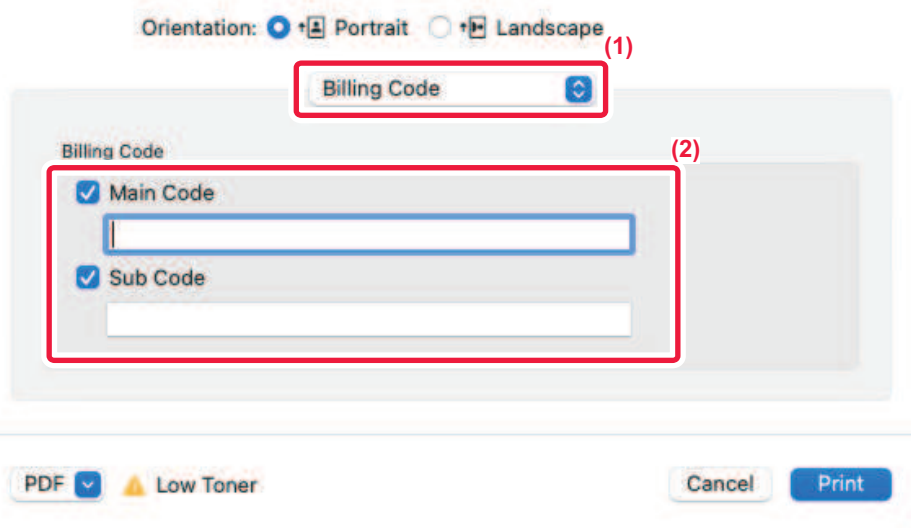 Orientation: Portrait Landscape
(1)
Billing Code
Billing Code
(2)
Main Code
Sub Code
PDF Low Toner Cancel Print